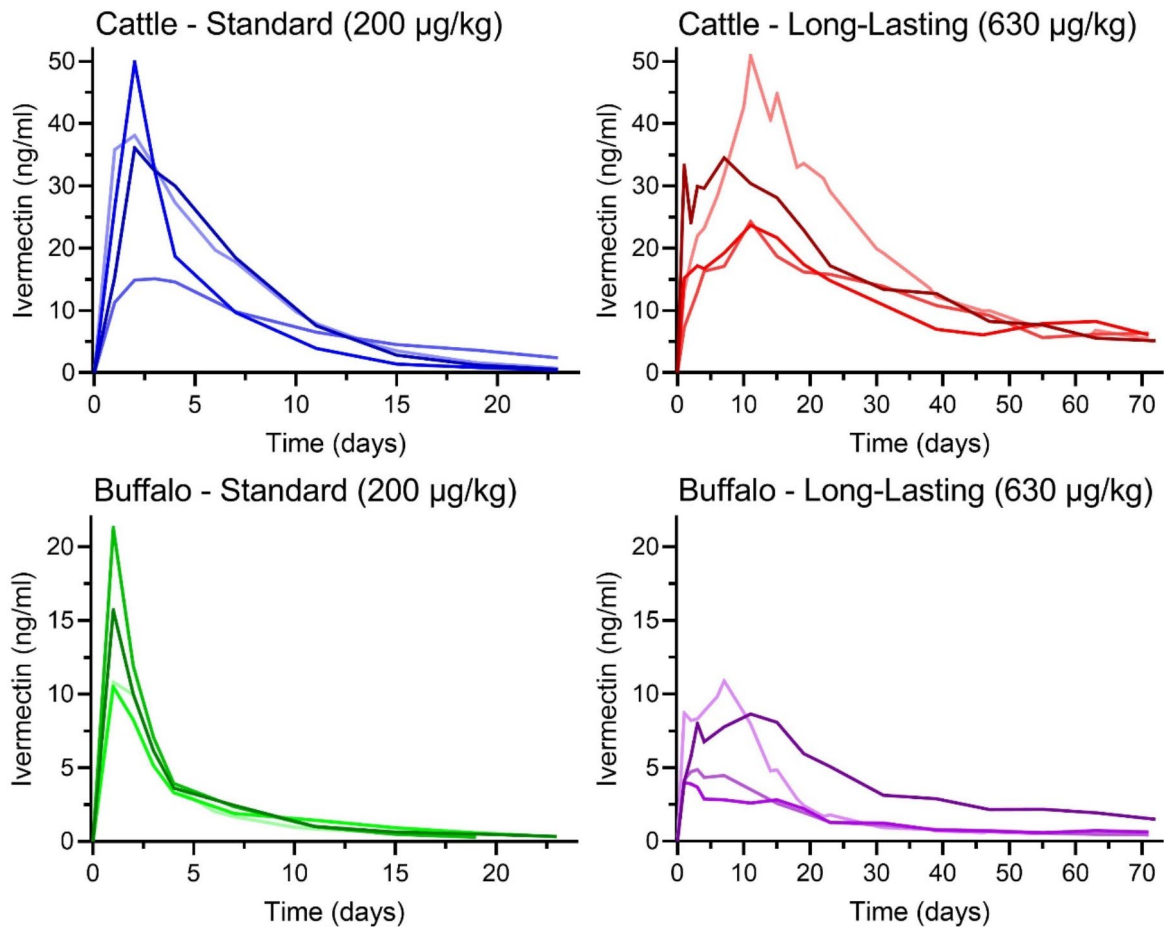 Cattle - Standard (200 μg/kg)
Ivermectin (ng/ml)
50
40
30
20
10
0
0 5 10 15 20
Time (days)
Cattle - Long-Lasting (630 μg/kg)
Ivermectin (ng/ml)
50
40
30
20
10
0
0 10 20 30 40 50 60 70
Time (days)
Buffalo - Standard (200 μg/kg)
Ivermectin (ng/ml)
20
15
10
5
0
0 5 10 15 20
Time (days)
Buffalo - Long-Lasting (630 μg/kg)
Ivermectin (ng/ml)
20
15
10
5
0
0 10 20 30 40 50 60 70
Time (days)